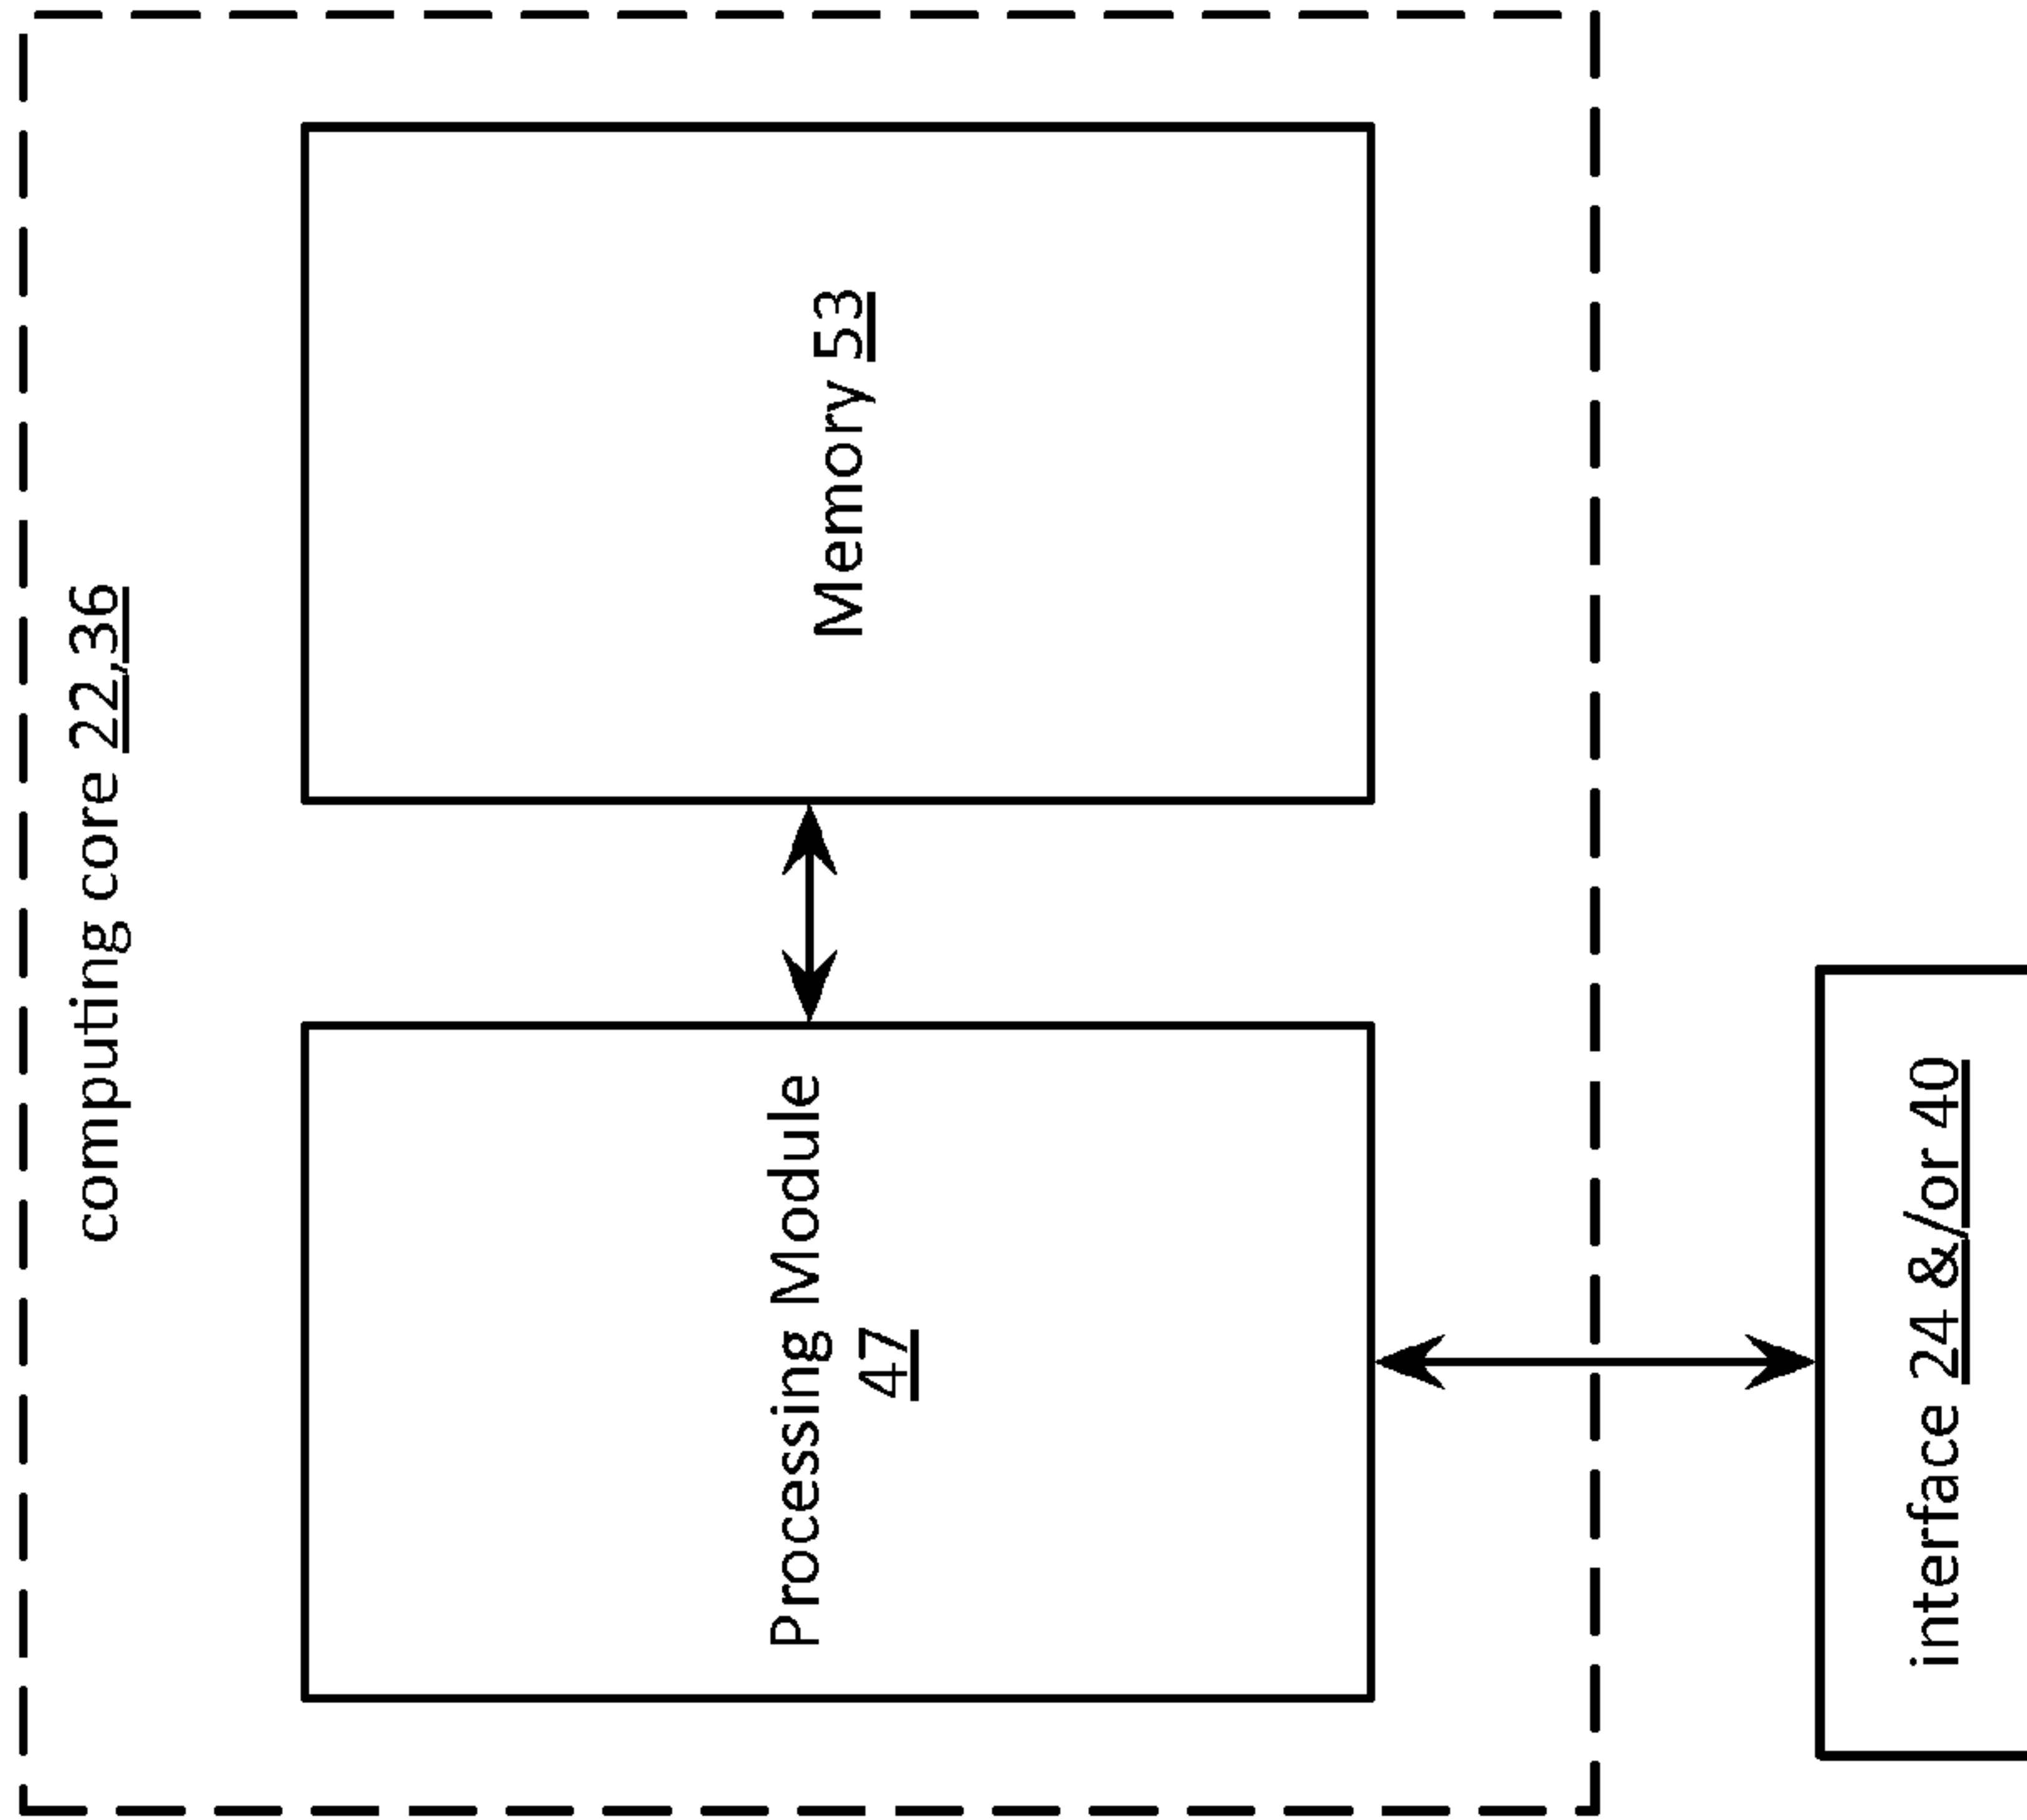 computing core 22,36
Processing Module
47
Memory 53
interface 24 &/or 40